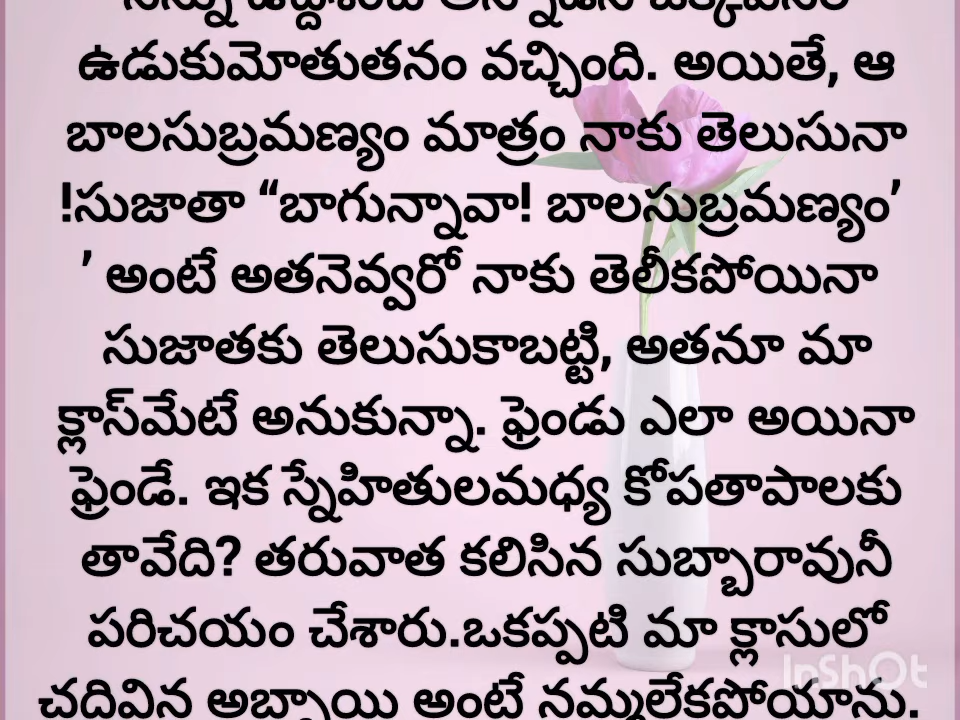 ఉడుకుమోతుతనం వచ్చింది. అయితే, ఆ
బాలసుబ్రమణ్యం మాత్రం నాకు తెలుసునా
!సుజాతా “బాగున్నావా! బాలసుబ్రమణ్యం’
’ అంటే అతనెవ్వరో నాకు తెలీకపోయినా
సుజాతకు తెలుసుకాబట్టి, అతనూ మా
క్లాస్‌మేటే అనుకున్నా. ఫ్రెండు ఎలా అయినా
ఫ్రెండే. ఇక స్నేహితులమధ్య కోపతాపాలకు
తావేది? తరువాత కలిసిన సుబ్బారావునీ
పరిచయం చేశారు.ఒకప్పటి మా క్లాసులో
చదివిన అబ్బాయి అంటే నమ్మలేకపోయాను.
InShOt